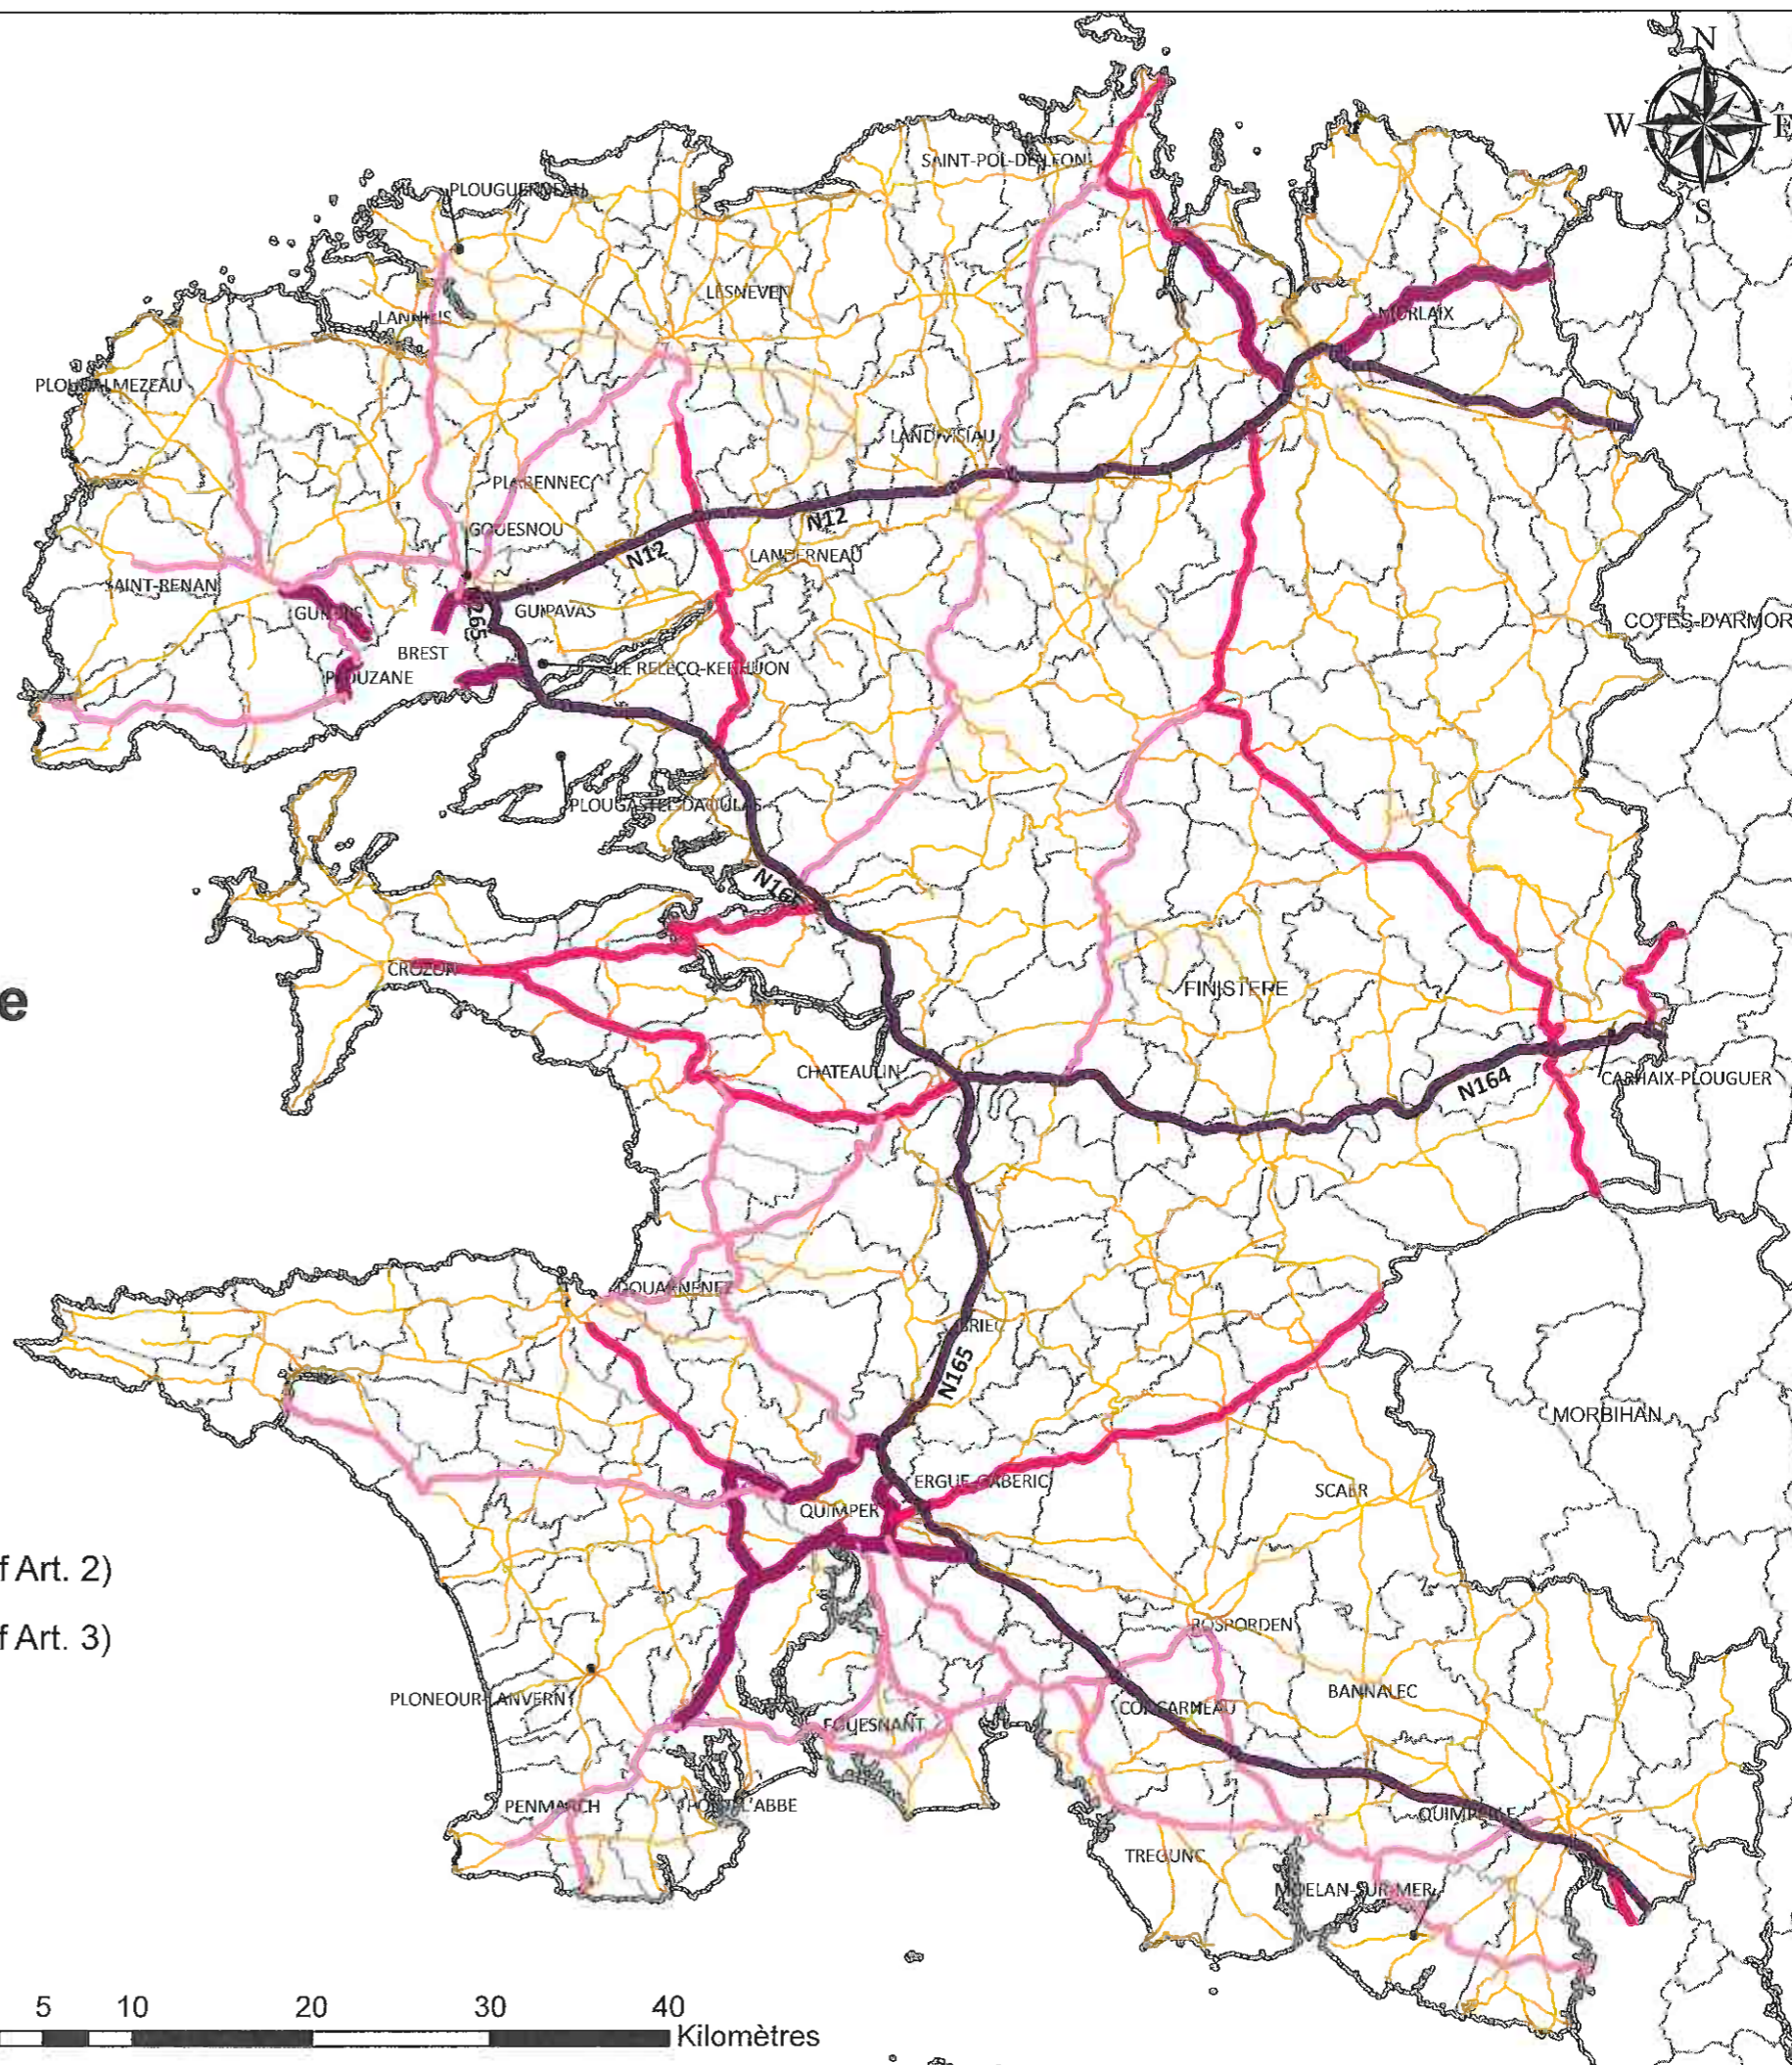 N
W E
S
SAINT-POL-DE-LEON
PLOUGUERNEAU
LESNEVEN
LANNILIS
MORLAIX
PLOUDALMEZEAU
LANDIVISIAU
PLABENNEC
N12
GOUESNOU
N12
LANDERNEAU
SAINT-RENAN
GUILERS
N265
GUIPAVAS
COTES-D'ARMOR
BREST
LE RELECQ-KERHUON
PLOUZANE
PLOUGASTEL-DAOULAS
N165
CROZON
FINISTERE
e
CHATEAULIN
N164
CARHAIX-PLOUGUER
DOUARNENEZ
BRIEC
N165
MORBIHAN
ERGUE-GABERIC
SCAER
QUIMPER
f Art. 2)
ROSPORDEN
f Art. 3)
PLONEOUR-LANVERN
BANNALEC
CONCARNEAU
FOUESNANT
PENMARCH
PONT-L'ABBE
QUIMPERLE
TREGUNC
MOELAN-SUR-MER
5 10 20 30 40
Kilomètres